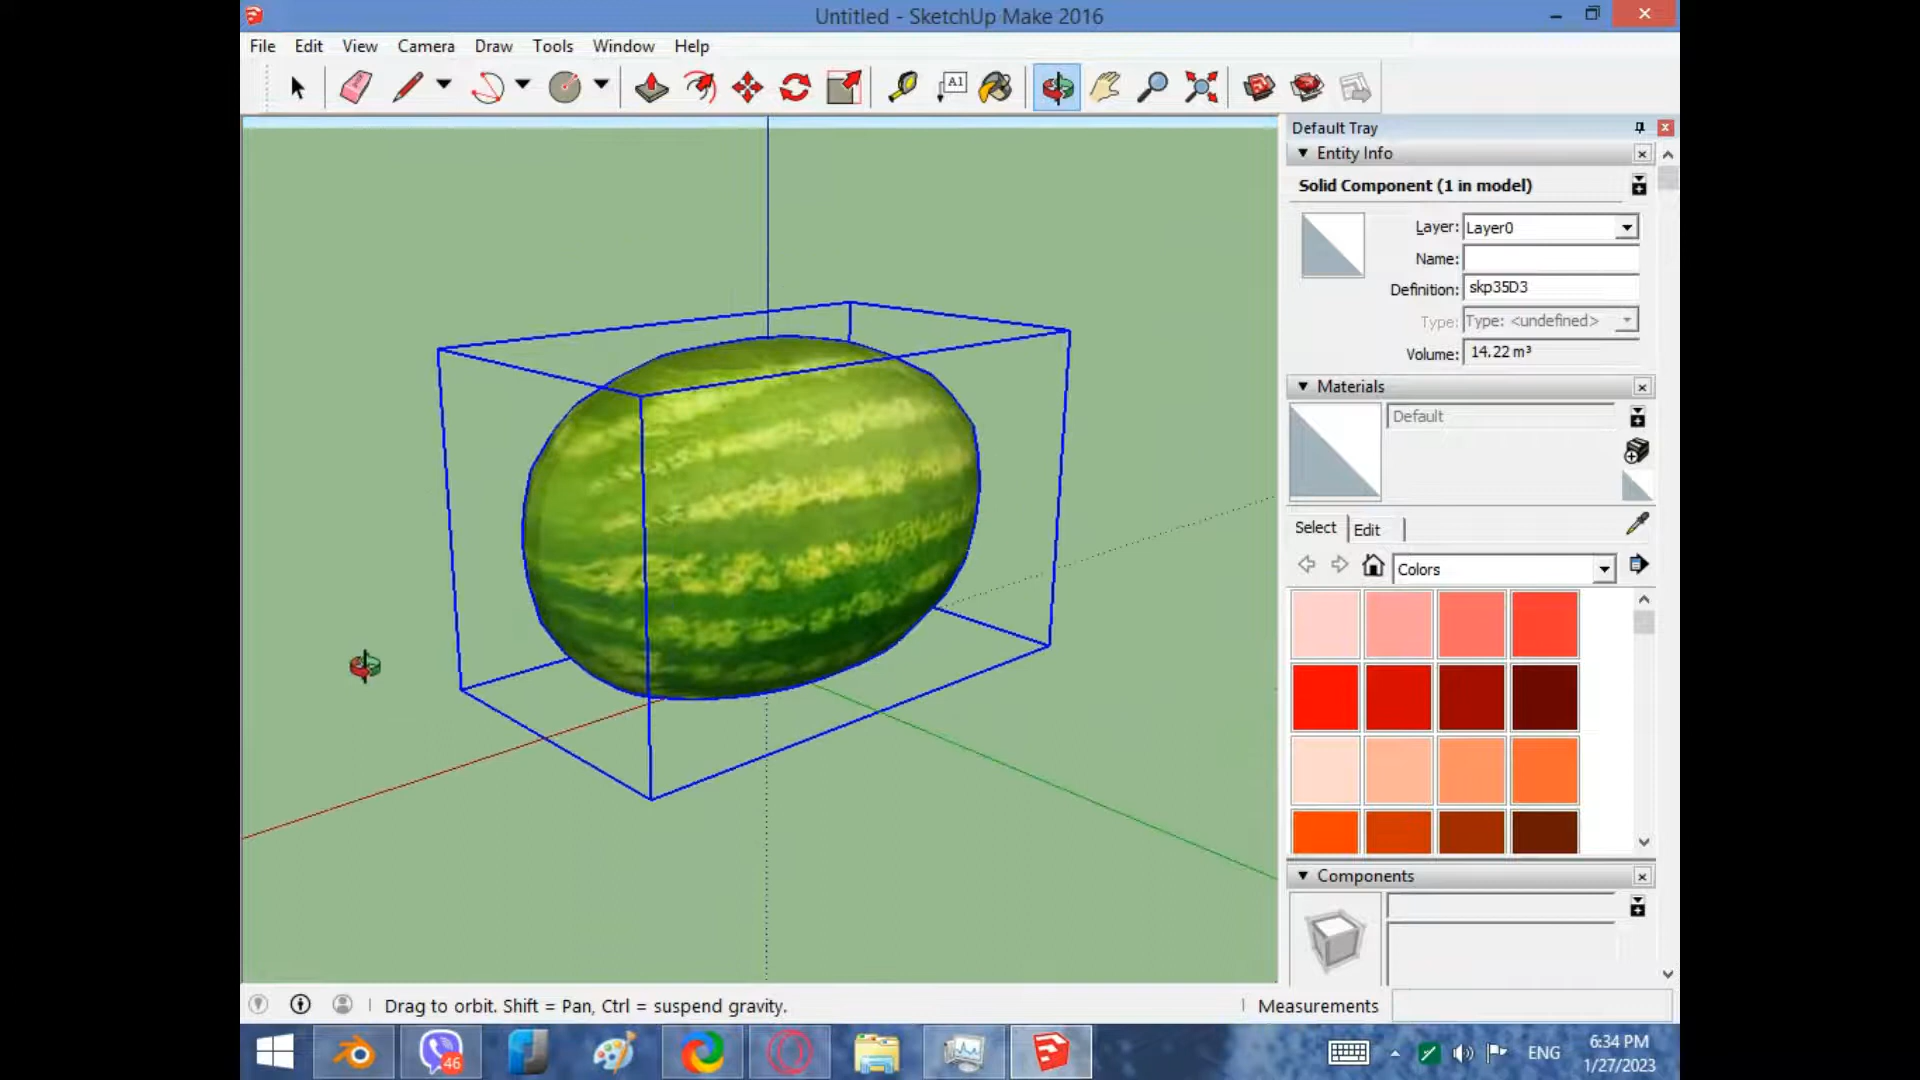 Untitled - SketchUp Make 2016
File Edit View Camera Draw Tools Window Help
A1
Default Tray
Entity Info
Solid Component (1 in model)
Layer: Layer0
Name:
Definition: skp35D3
Type: Type: <undefined>
Volume: 14.22 m³
Materials
Default
Select Edit
Colors
Components
Drag to orbit. Shift = Pan, Ctrl = suspend gravity.
Measurements
46
ENG
6:34 PM
1/27/2023